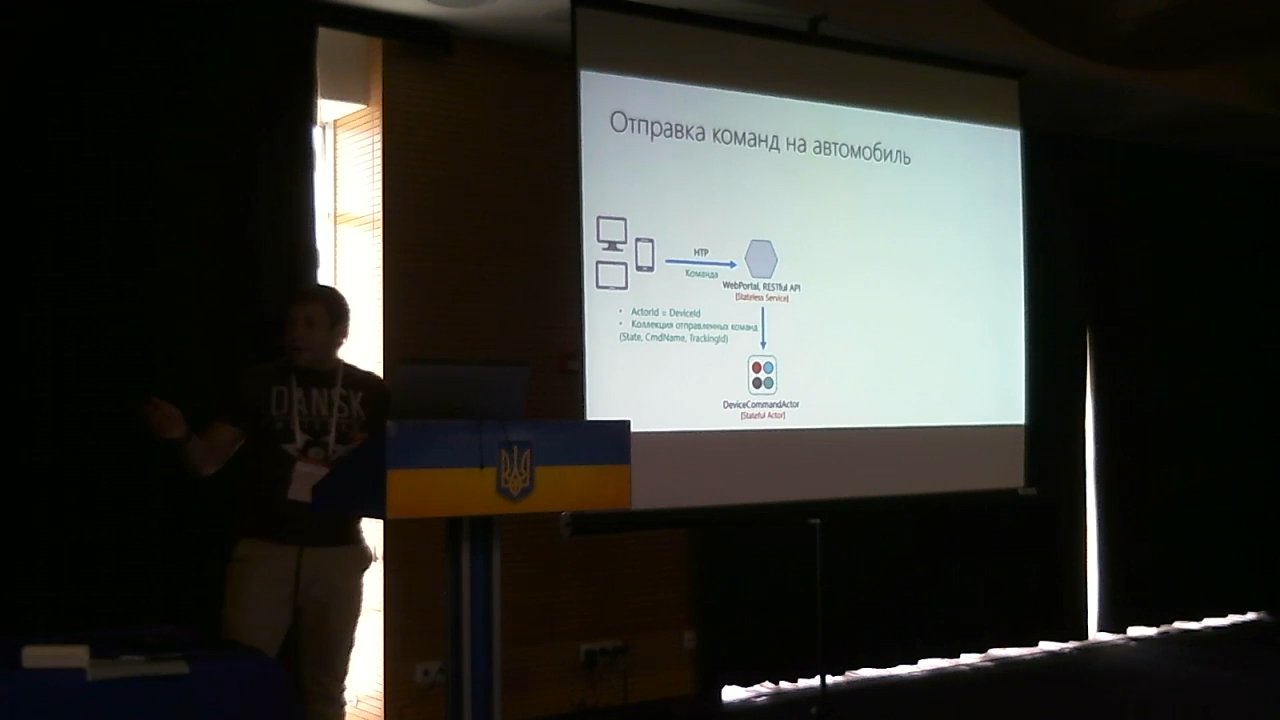 Отправка команд на автомобиль
HTTP
Команда
WebPortal, RESTful API
[Stateless Service]
• ActorId = DeviceId
• Коллекция отправленных команд
(State, CmdName, TrackingId)
DeviceCommandActor
[Stateful Actor]
DANSK